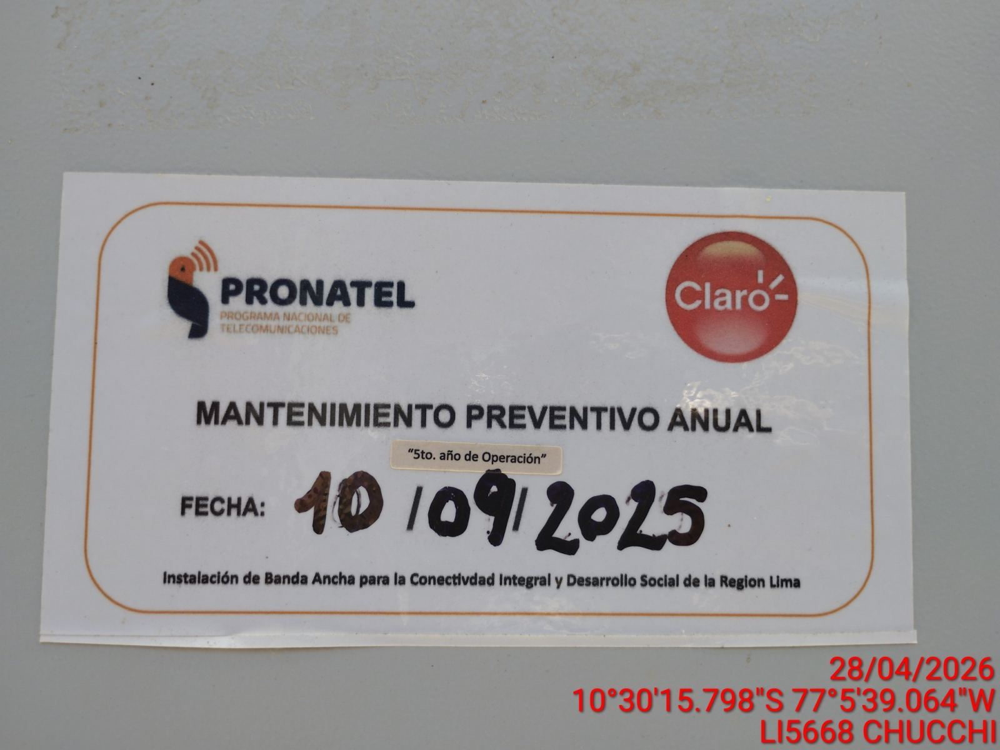 PRONATEL
PROGRAMA NACIONAL DE
TELECOMUNICACIONES
Claro
MANTENIMIENTO PREVENTIVO ANUAL
"5to. año de Operación"
FECHA: 10/09/2025
Instalación de Banda Ancha para la Conectivdad Integral y Desarrollo Social de la Region Lima
28/04/2026
10°30'15.798"S 77°5'39.064"W
LI5668 CHUCCHI